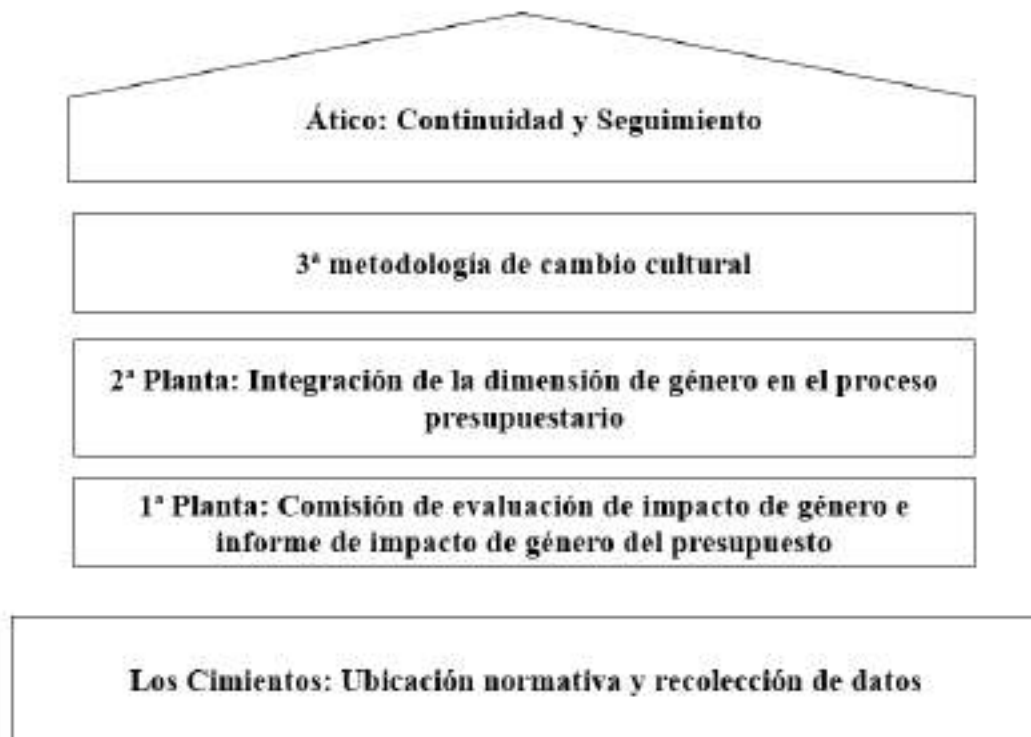 Ático: Continuidad y Seguimiento
3ª metodología de cambio cultural
2ª Planta: Integración de la dimensión de género en el proceso
presupuestario
1ª Planta: Comisión de evaluación de impacto de género e
informe de impacto de género del presupuesto
Los Cimientos: Ubicación normativa y recolección de datos